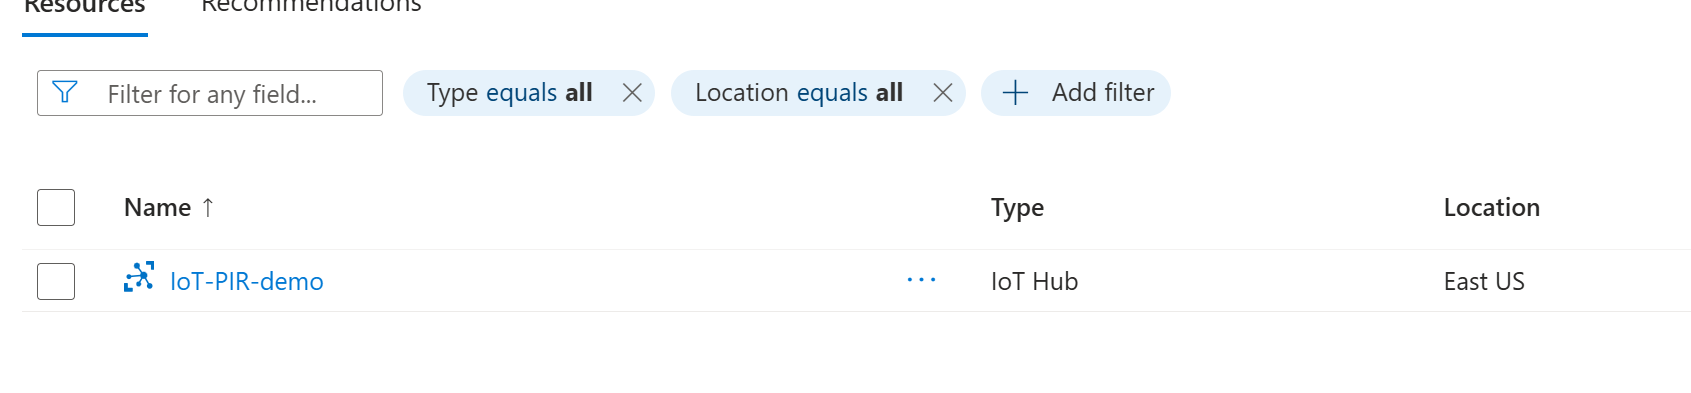 Resources Recommendations
Filter for any field... Type equals all Location equals all Add filter
Name ↑ Type Location
IoT-PIR-demo ... IoT Hub East US